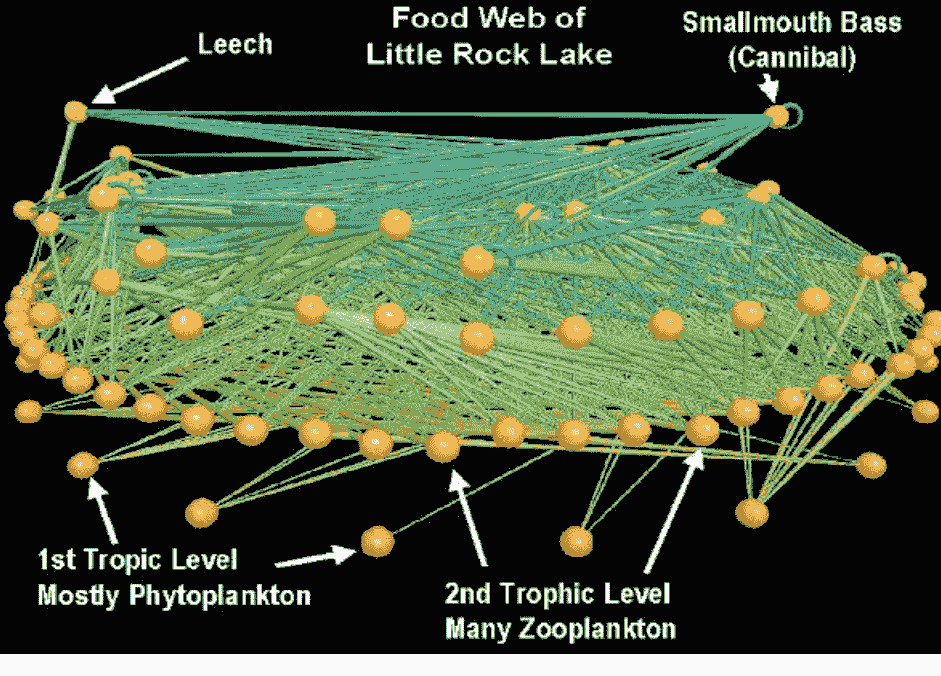 Food Web of
Little Rock Lake
Leech
Smallmouth Bass
(Cannibal)
1st Tropic Level
Mostly Phytoplankton
2nd Trophic Level
Many Zooplankton